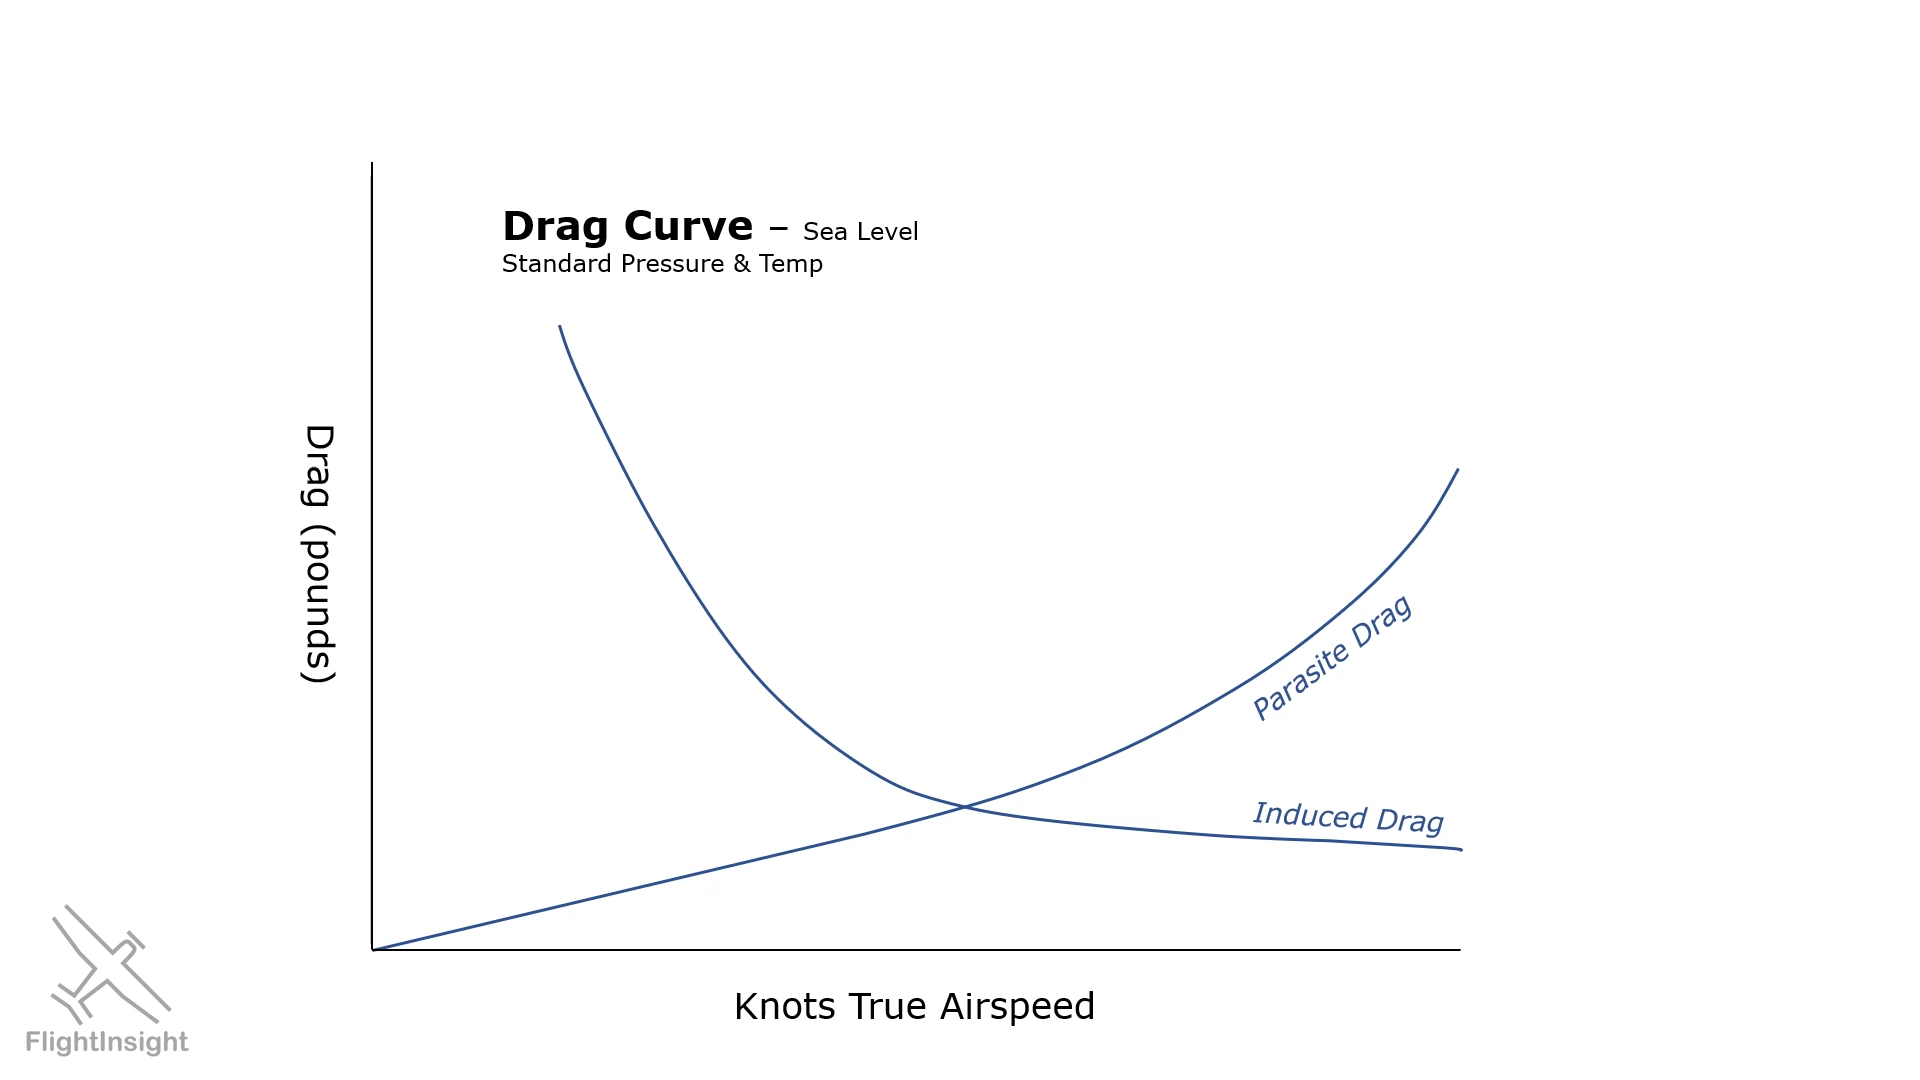 Drag Curve – Sea Level
Standard Pressure & Temp
Drag (pounds)
Parasite Drag
Induced Drag
Knots True Airspeed
FlightInsight